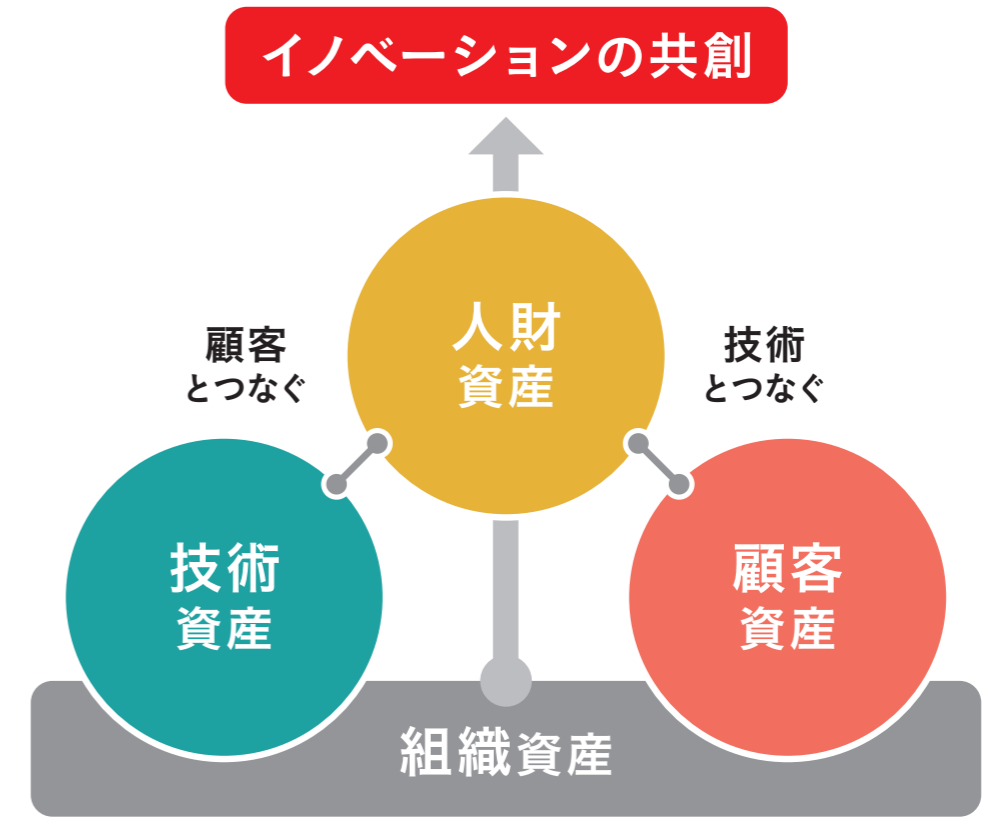 イノベーションの共創
人財
資産
顧客
とつなぐ
技術
とつなぐ
技術
資産
顧客
資産
組織資産